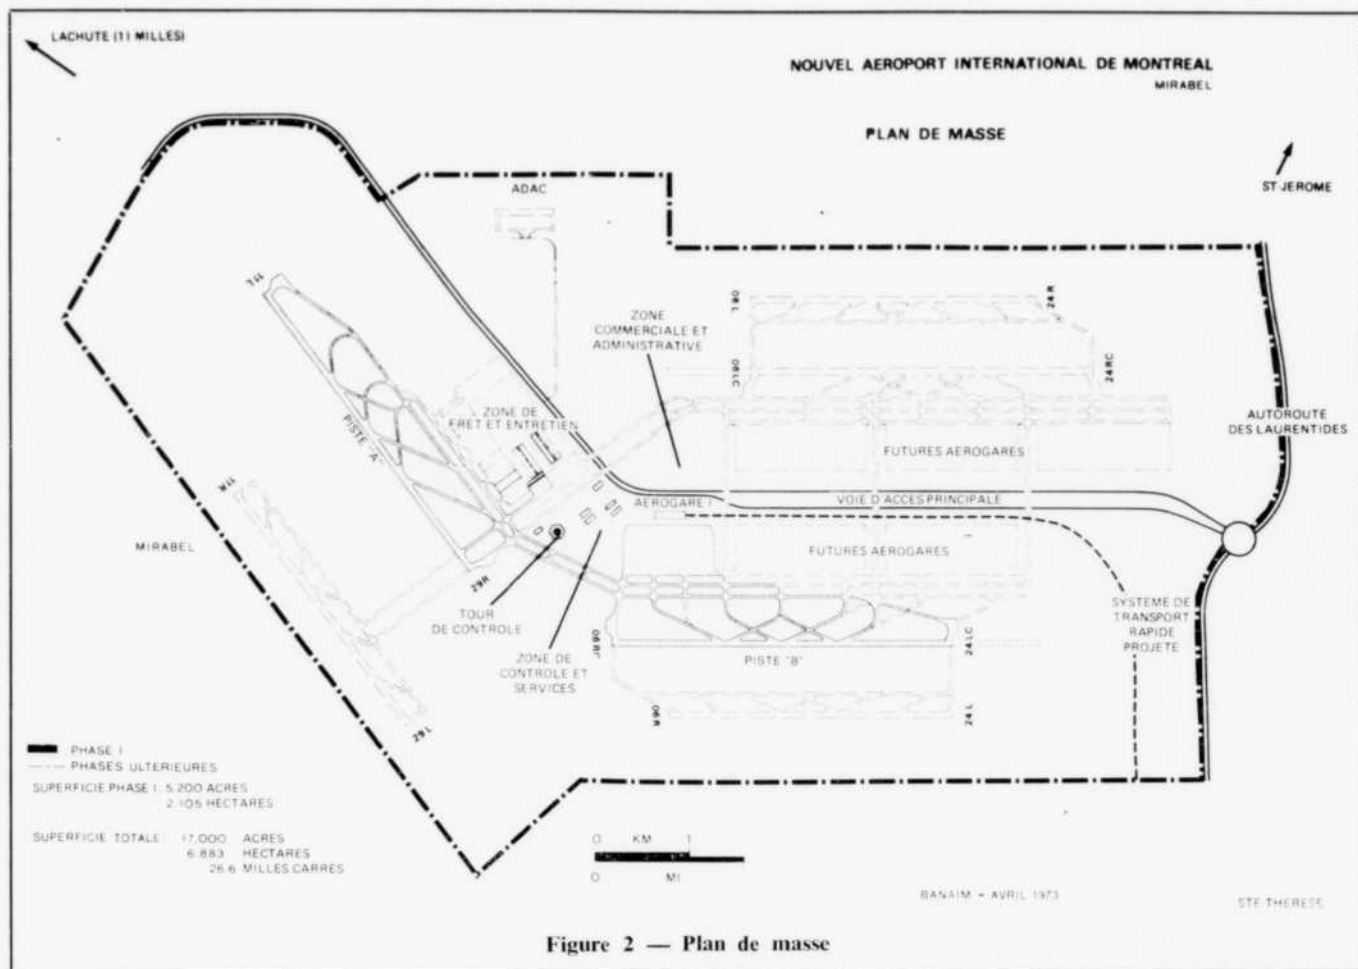 LACHUTE (11 MILLES)
NOUVEL AEROPORT INTERNATIONAL DE MONTREAL
MIRABEL
PLAN DE MASSE
ST-JEROME
ADAC
11L
08L
24R
ZONE
COMMERCIALE ET
ADMINISTRATIVE
08LC
24RC
ZONE DE
FRET ET ENTRETIEN
PISTE "A"
AUTOROUTE
DES LAURENTIDES
FUTURES AEROGARES
11R
AEROGARE I
VOIE D'ACCES PRINCIPALE
MIRABEL
FUTURES AEROGARES
29R
TOUR
DE CONTROLE
SYSTEME DE
TRANSPORT
RAPIDE
PROJETE
24LC
ZONE DE
CONTROLE ET
SERVICES
PISTE "B"
06R
24L
29L
PHASE I
PHASES ULTERIEURES
SUPERFICIE PHASE I: 5.200 ACRES
2.105 HECTARES
SUPERFICIE TOTALE: 17.000 ACRES
6.883 HECTARES
26.6 MILLES CARRES
0 KM 1
0 MI
BANAIM - AVRIL 1973
STE THERESE
Figure 2 — Plan de masse